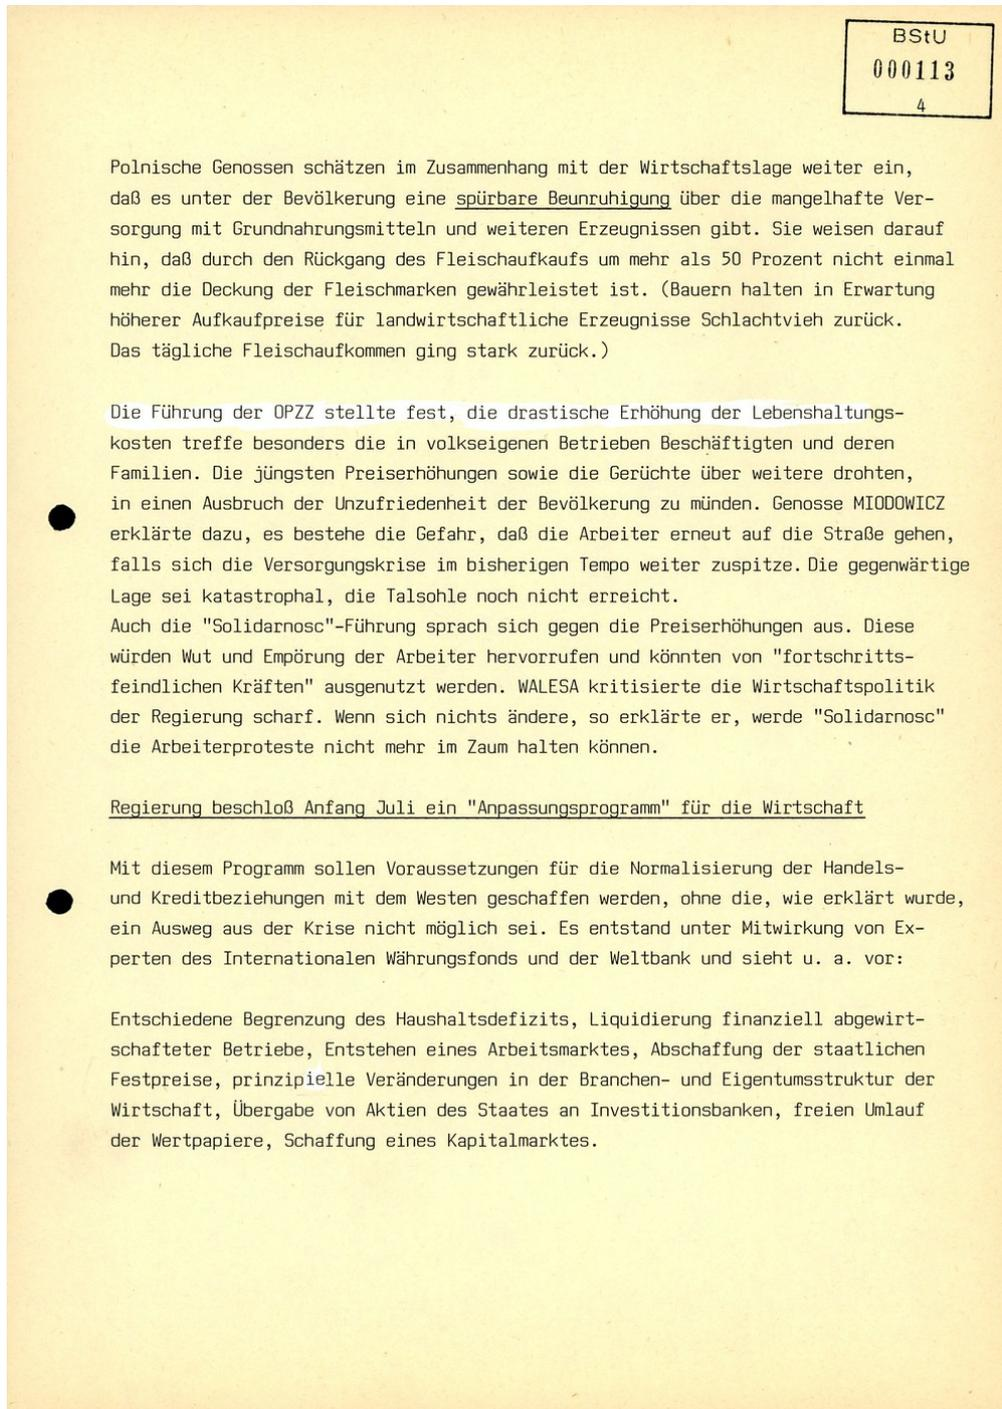 BStU
000113
4
Polnische Genossen schätzen im Zusammenhang mit der Wirtschaftslage weiter ein,
daß es unter der Bevölkerung eine spürbare Beunruhigung über die mangelhafte Ver-
sorgung mit Grundnahrungsmitteln und weiteren Erzeugnissen gibt. Sie weisen darauf
hin, daß durch den Rückgang des Fleischaufkaufs um mehr als 50 Prozent nicht einmal
mehr die Deckung der Fleischmarken gewährleistet ist. (Bauern halten in Erwartung
höherer Aufkaufpreise für landwirtschaftliche Erzeugnisse Schlachtvieh zurück.
Das tägliche Fleischaufkommen ging stark zurück.)
Die Führung der OPZZ stellte fest, die drastische Erhöhung der Lebenshaltungs-
kosten treffe besonders die in volkseigenen Betrieben Beschäftigten und deren
Familien. Die jüngsten Preiserhöhungen sowie die Gerüchte über weitere drohten,
in einen Ausbruch der Unzufriedenheit der Bevölkerung zu münden. Genosse MIODOWICZ
erklärte dazu, es bestehe die Gefahr, daß die Arbeiter erneut auf die Straße gehen,
falls sich die Versorgungskrise im bisherigen Tempo weiter zuspitze. Die gegenwärtige
Lage sei katastrophal, die Talsohle noch nicht erreicht.
Auch die "Solidarnosc"-Führung sprach sich gegen die Preiserhöhungen aus. Diese
würden Wut und Empörung der Arbeiter hervorrufen und könnten von "fortschritts-
feindlichen Kräften" ausgenutzt werden. WALESA kritisierte die Wirtschaftspolitik
der Regierung scharf. Wenn sich nichts ändere, so erklärte er, werde "Solidarnosc"
die Arbeiterproteste nicht mehr im Zaum halten können.
Regierung beschloß Anfang Juli ein "Anpassungsprogramm" für die Wirtschaft
Mit diesem Programm sollen Voraussetzungen für die Normalisierung der Handels-
und Kreditbeziehungen mit dem Westen geschaffen werden, ohne die, wie erklärt wurde,
ein Ausweg aus der Krise nicht möglich sei. Es entstand unter Mitwirkung von Ex-
perten des Internationalen Währungsfonds und der Weltbank und sieht u. a. vor:
Entschiedene Begrenzung des Haushaltsdefizits, Liquidierung finanziell abgewirt-
schafteter Betriebe, Entstehen eines Arbeitsmarktes, Abschaffung der staatlichen
Festpreise, prinzipielle Veränderungen in der Branchen- und Eigentumsstruktur der
Wirtschaft, Übergabe von Aktien des Staates an Investitionsbanken, freien Umlauf
der Wertpapiere, Schaffung eines Kapitalmarktes.